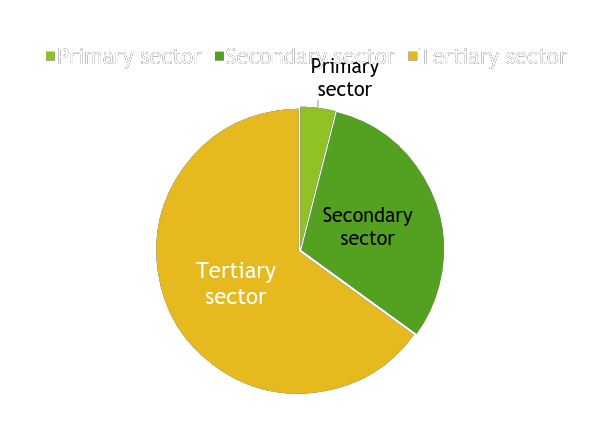 Primary sector Secondary sector Tertiary sector
Primary
sector
Secondary
sector
Tertiary
sector